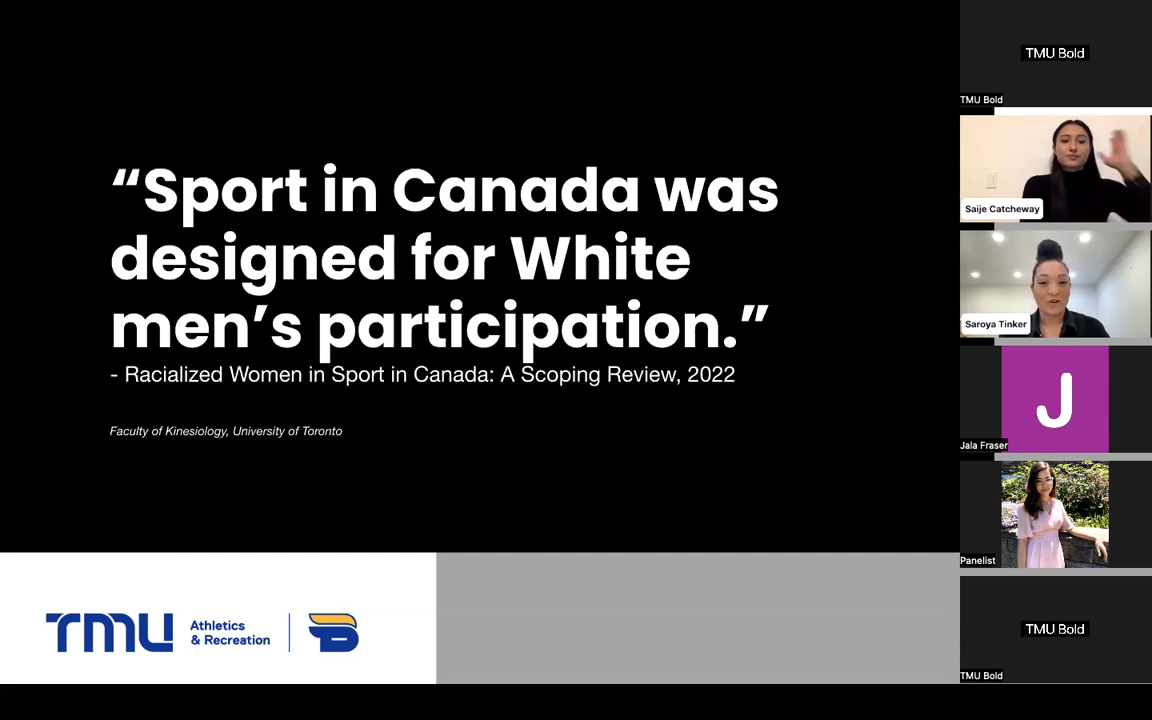 “Sport in Canada was
designed for White
men’s participation.”
- Racialized Women in Sport in Canada: A Scoping Review, 2022
Faculty of Kinesiology, University of Toronto
TMU
Athletics
& Recreation
B
TMU Bold
TMU Bold
Saije Catcheway
Saroya Tinker
J
Jala Fraser
Panelist
TMU Bold
TMU Bold